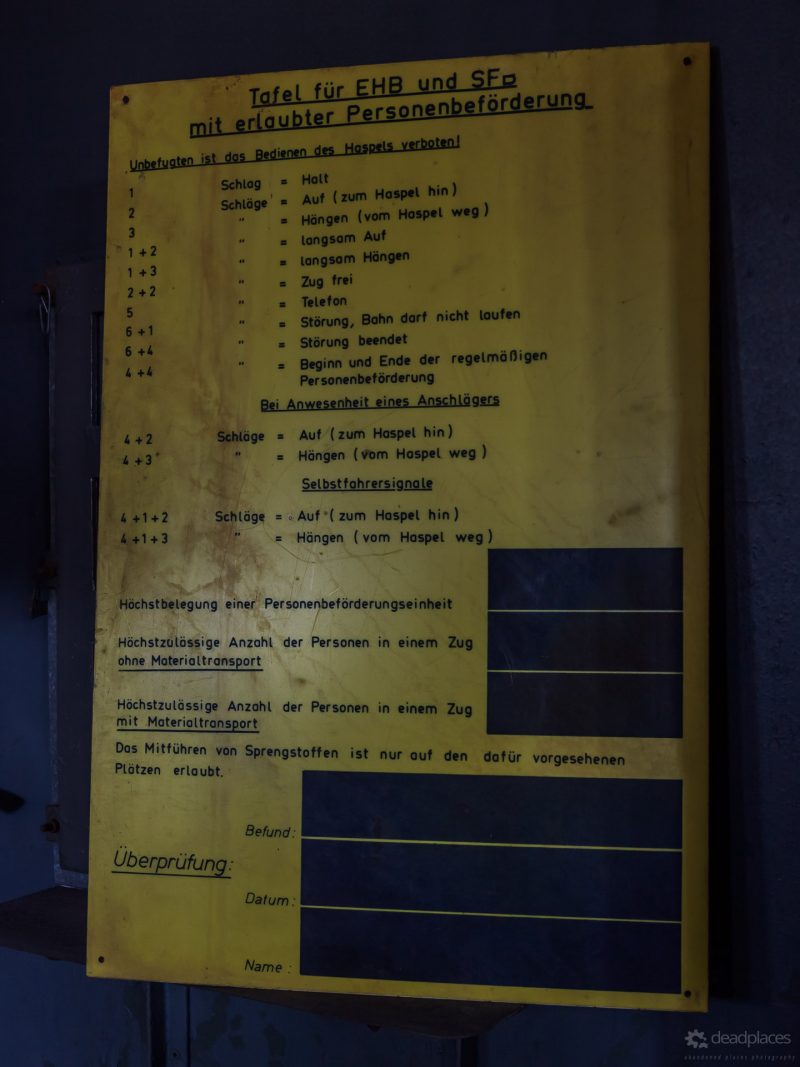 Tafel für EHB und SF
mit erlaubter Personenbeförderung
Unbefugten ist das Bedienen des Haspels verboten!
1 Schlag = Halt
2 Schläge = Auf (zum Haspel hin)
3 " = Hängen (vom Haspel weg)
1+2 " = langsam Auf
1+3 " = langsam Hängen
2+2 " = Zug frei
5 " = Telefon
6+1 " = Störung, Bahn darf nicht laufen
6+4 " = Störung beendet
4+4 " = Beginn und Ende der regelmäßigen
Personenbeförderung
Bei Anwesenheit eines Anschlägers
4+2 Schläge = Auf (zum Haspel hin)
4+3 " = Hängen (vom Haspel weg)
Selbstfahrersignale
4+1+2 Schläge = Auf (zum Haspel hin)
4+1+3 " = Hängen (vom Haspel weg)
Höchstbelegung einer Personenbeförderungseinheit
Höchstzulässige Anzahl der Personen in einem Zug
ohne Materialtransport
Höchstzulässige Anzahl der Personen in einem Zug
mit Materialtransport
Das Mitführen von Sprengstoffen ist nur auf den dafür vorgesehenen
Plätzen erlaubt.
Befund:
Überprüfung:
Datum:
Name:
deadplaces
abandoned places photography